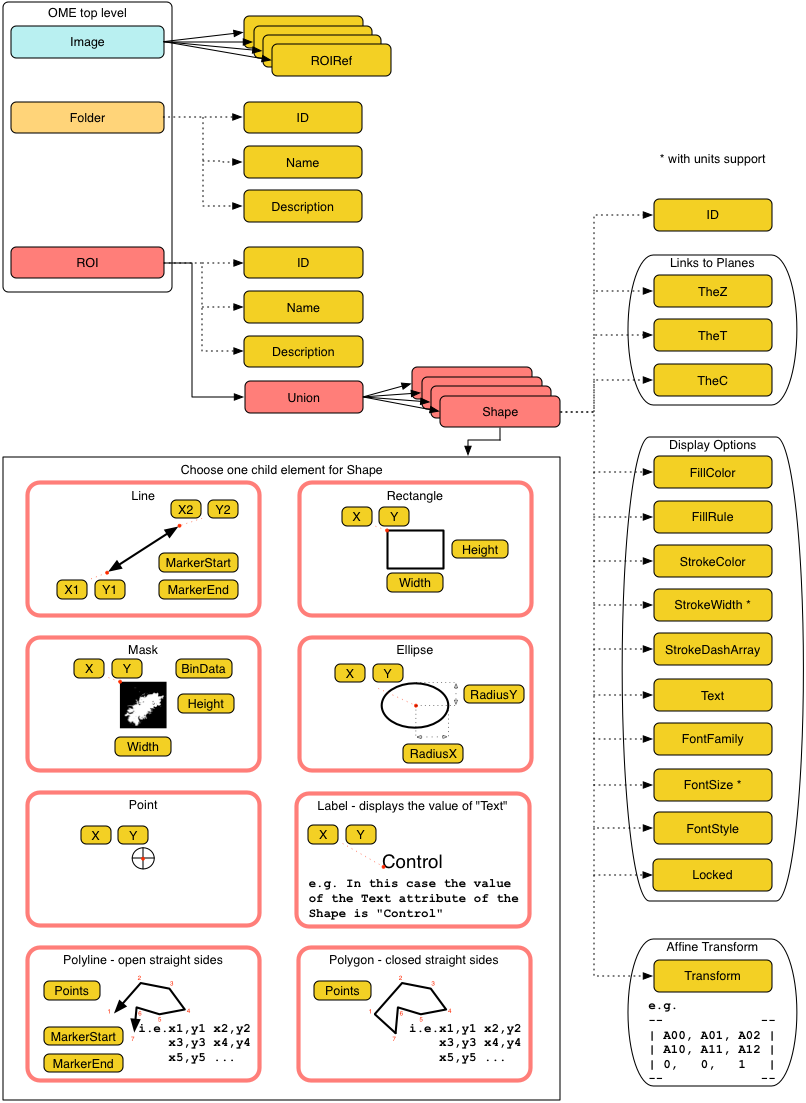 OME top level
Image
ROIRef
Folder
ID
Name
Description
ROI
ID
Name
Description
Union
Shape
* with units support
ID
Links to Planes
TheZ
TheT
TheC
Display Options
FillColor
FillRule
StrokeColor
StrokeWidth *
StrokeDashArray
Text
FontFamily
FontSize *
FontStyle
Locked
Affine Transform
Transform
e.g.
-- --
| A00, A01, A02 |
| A10, A11, A12 |
| 0, 0, 1 |
-- --
Choose one child element for Shape
Line
X2 Y2
MarkerStart
X1 Y1 MarkerEnd
Rectangle
X Y
Height
Width
Mask
X Y BinData
Height
Width
Ellipse
X Y
RadiusY
RadiusX
Point
X Y
Label - displays the value of "Text"
X Y
Control
e.g. In this case the value
of the Text attribute of the
Shape is "Control"
Polyline - open straight sides
Points
1
2
3
4
5
6
7
MarkerStart
MarkerEnd
i.e.x1,y1 x2,y2
x3,y3 x4,y4
x5,y5 ...
Polygon - closed straight sides
Points
1
2
3
4
5
6
7
i.e.x1,y1 x2,y2
x3,y3 x4,y4
x5,y5 ...